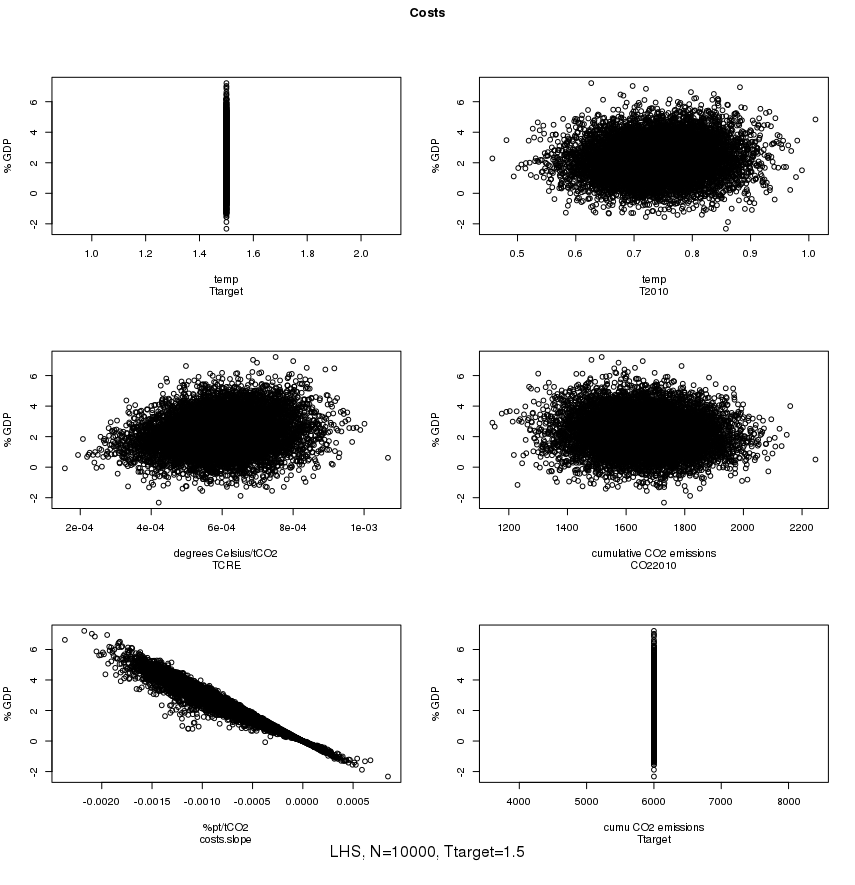 Costs
% GDP
6
4
2
0
-2
1.0 1.2 1.4 1.6 1.8 2.0
temp
Ttarget
% GDP
6
4
2
0
-2
0.5 0.6 0.7 0.8 0.9 1.0
temp
T2010
% GDP
6
4
2
0
-2
2e-04 4e-04 6e-04 8e-04 1e-03
degrees Celsius/tCO2
TCRE
% GDP
6
4
2
0
-2
1200 1400 1600 1800 2000 2200
cumulative CO2 emissions
CO22010
% GDP
6
4
2
0
-2
-0.0020 -0.0015 -0.0010 -0.0005 0.0000 0.0005
%pt/tCO2
costs.slope
% GDP
6
4
2
0
-2
4000 5000 6000 7000 8000
cumu CO2 emissions
Ttarget
LHS, N=10000, Ttarget=1.5